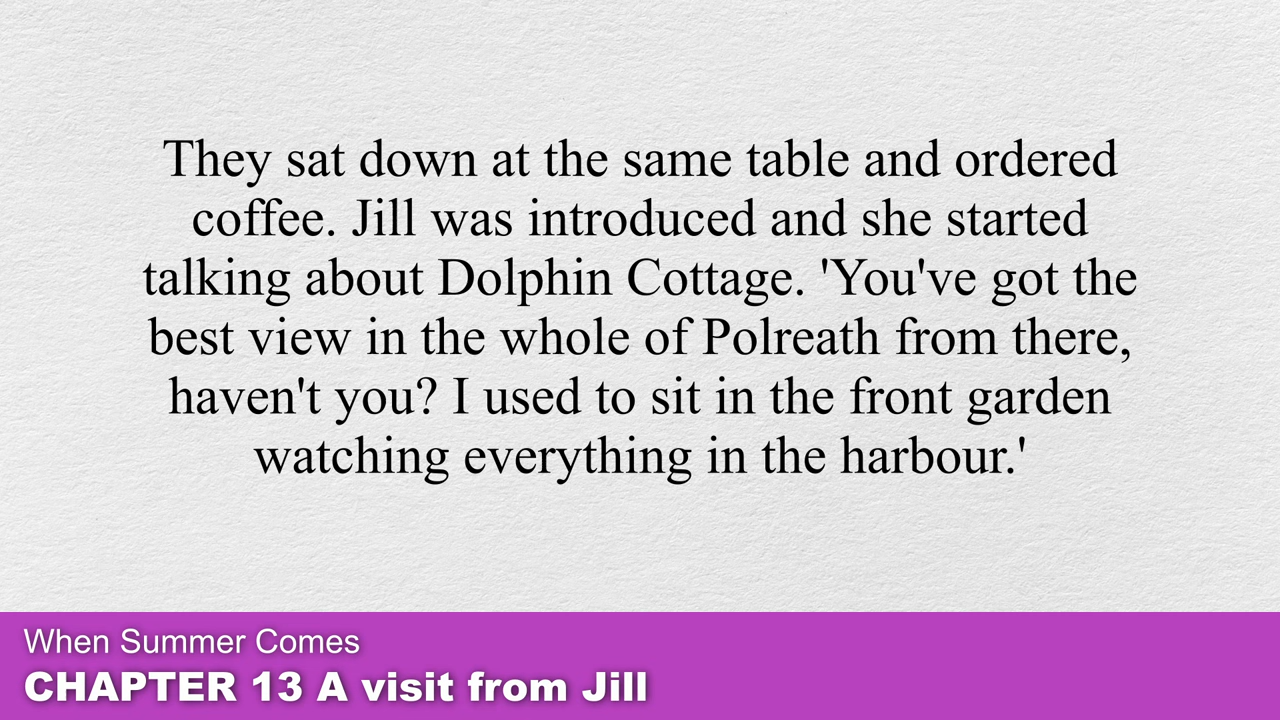 They sat down at the same table and ordered
coffee. Jill was introduced and she started
talking about Dolphin Cottage. 'You've got the
best view in the whole of Polreath from there,
haven't you? I used to sit in the front garden
watching everything in the harbour.'
When Summer Comes
CHAPTER 13 A visit from Jill